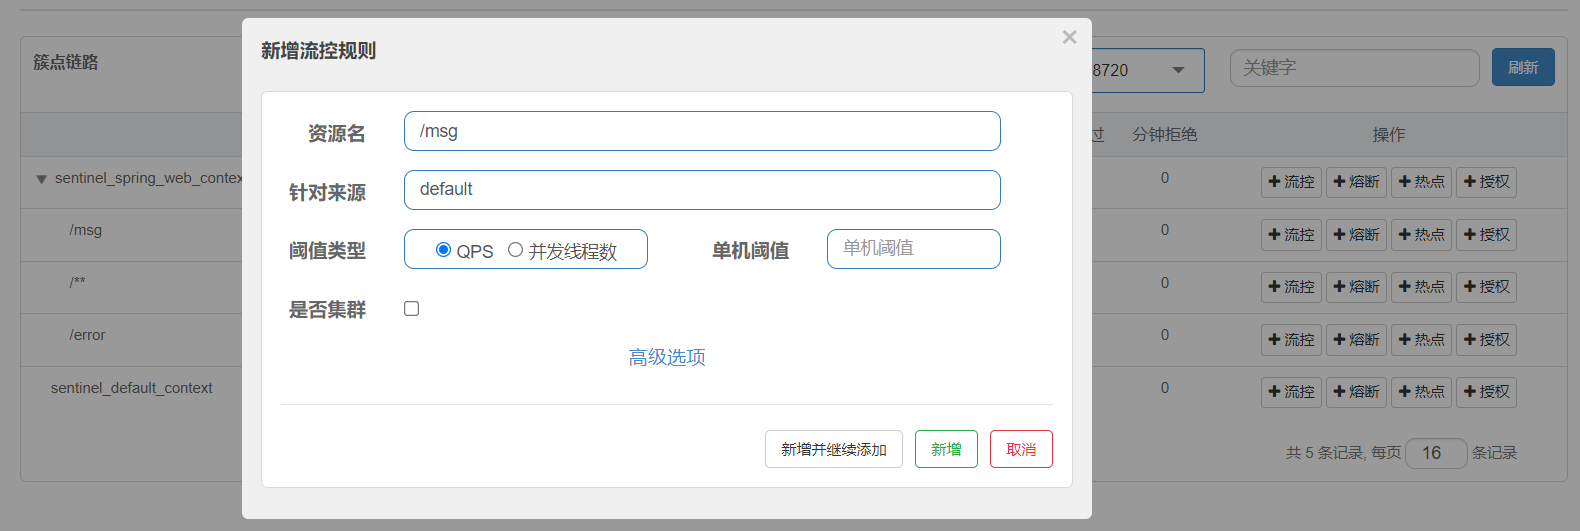 新增流控规则
×
簇点链路
8720
关键字
刷新
资源名
/msg
过
分钟拒绝
操作
sentinel_spring_web_contex
针对来源
default
0
流控
熔断
热点
授权
/msg
阈值类型
QPS
并发线程数
单机阈值
单机阈值
0
流控
熔断
热点
授权
/**
是否集群
0
流控
熔断
热点
授权
/error
高级选项
0
流控
熔断
热点
授权
sentinel_default_context
0
流控
熔断
热点
授权
新增并继续添加
新增
取消
共 5 条记录, 每页 16 条记录